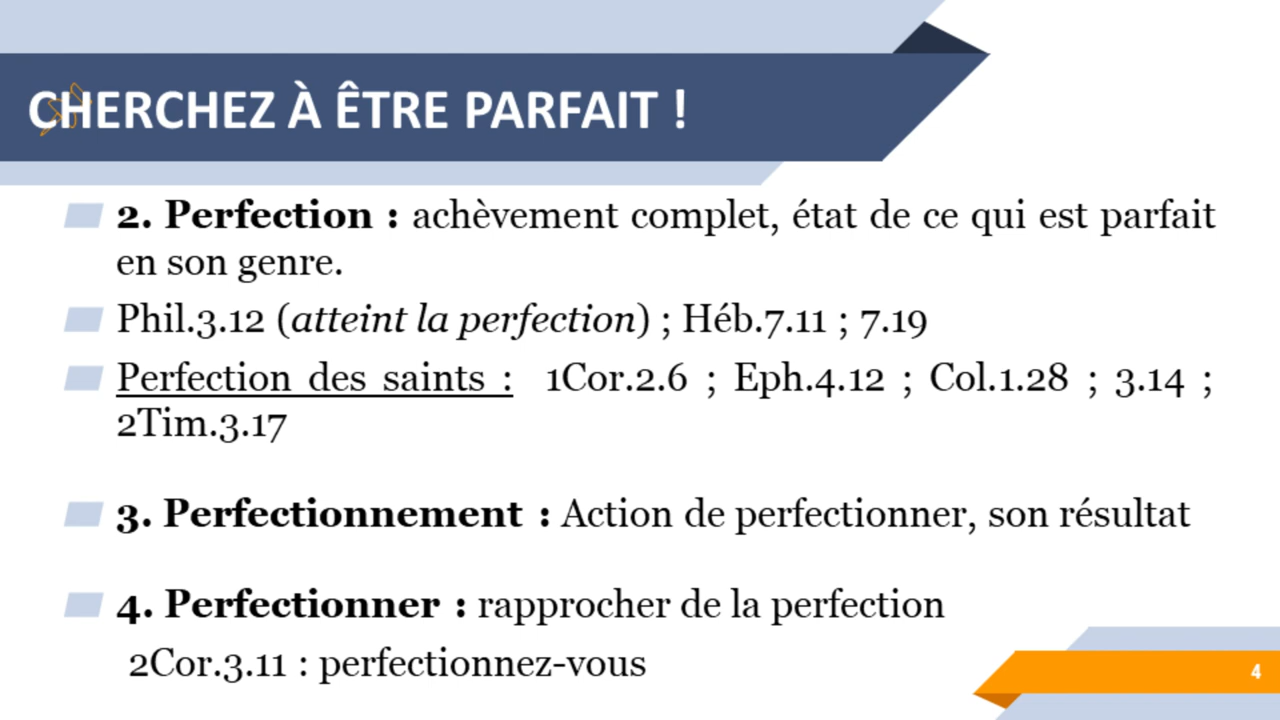 CHERCHEZ À ÊTRE PARFAIT !
2. Perfection : achèvement complet, état de ce qui est parfait
en son genre.
Phil.3.12 (atteint la perfection) ; Héb.7.11 ; 7.19
Perfection des saints : 1Cor.2.6 ; Eph.4.12 ; Col.1.28 ; 3.14 ;
2Tim.3.17
3. Perfectionnement : Action de perfectionner, son résultat
4. Perfectionner : rapprocher de la perfection
2Cor.3.11 : perfectionnez-vous
4